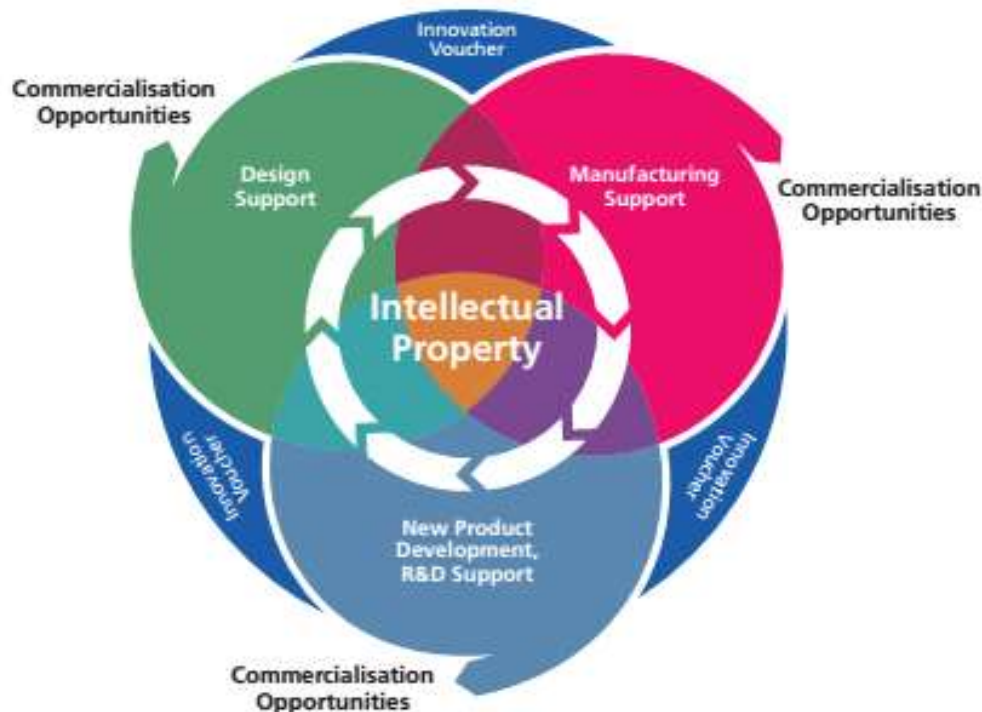 Innovation
Voucher
Commercialisation
Opportunities
Design
Support
Manufacturing
Support
Commercialisation
Opportunities
Intellectual
Property
Innovation
Voucher
Innovation
Voucher
New Product
Development,
R&D Support
Commercialisation
Opportunities